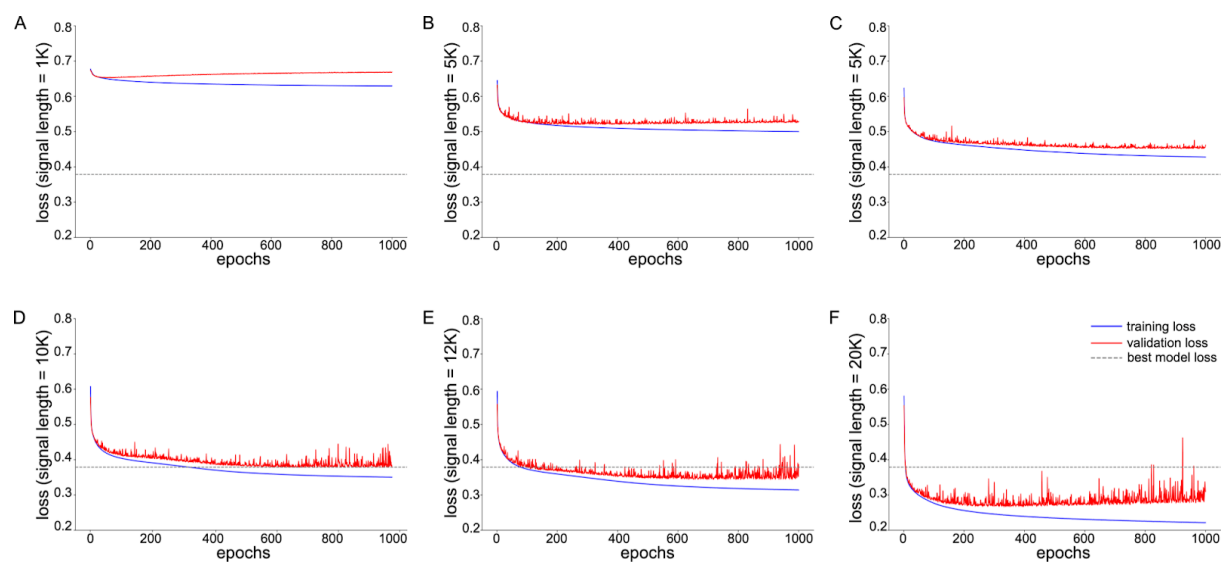 A
loss (signal length = 1K)
0.8
0.7
0.6
0.5
0.4
0.3
0.2
0 200 400 600 800 1000
epochs
B
loss (signal length = 5K)
0.8
0.7
0.6
0.5
0.4
0.3
0.2
0 200 400 600 800 1000
epochs
C
loss (signal length = 5K)
0.8
0.7
0.6
0.5
0.4
0.3
0.2
0 200 400 600 800 1000
epochs
D
loss (signal length = 10K)
0.8
0.7
0.6
0.5
0.4
0.3
0.2
0 200 400 600 800 1000
epochs
E
loss (signal length = 12K)
0.8
0.7
0.6
0.5
0.4
0.3
0.2
0 200 400 600 800 1000
epochs
F
loss (signal length = 20K)
0.8
0.7
0.6
0.5
0.4
0.3
0.2
training loss
validation loss
best model loss
0 200 400 600 800 1000
epochs